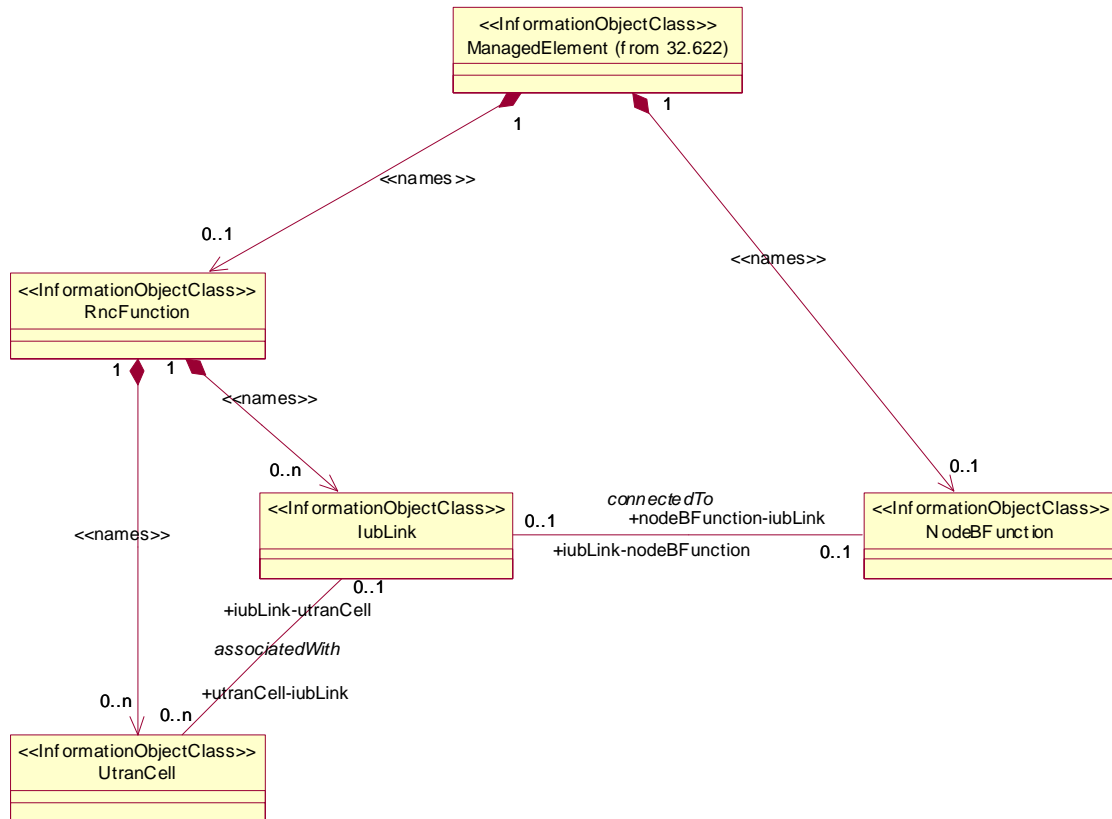 <<InformationObjectClass>>
ManagedElement (from 32.622)
1
1
<<names>>
0..1
<<names>>
<<InformationObjectClass>>
RncFunction
1
1
<<names>>
0..n
0..1
<<InformationObjectClass>>
IubLink
connectedTo
0..1
+nodeBFunction-iubLink
+iubLink-nodeBFunction
0..1
<<InformationObjectClass>>
NodeBFunction
<<names>>
0..1
+iubLink-utranCell
associatedWith
+utranCell-iubLink
0..n
0..n
<<InformationObjectClass>>
UtranCell